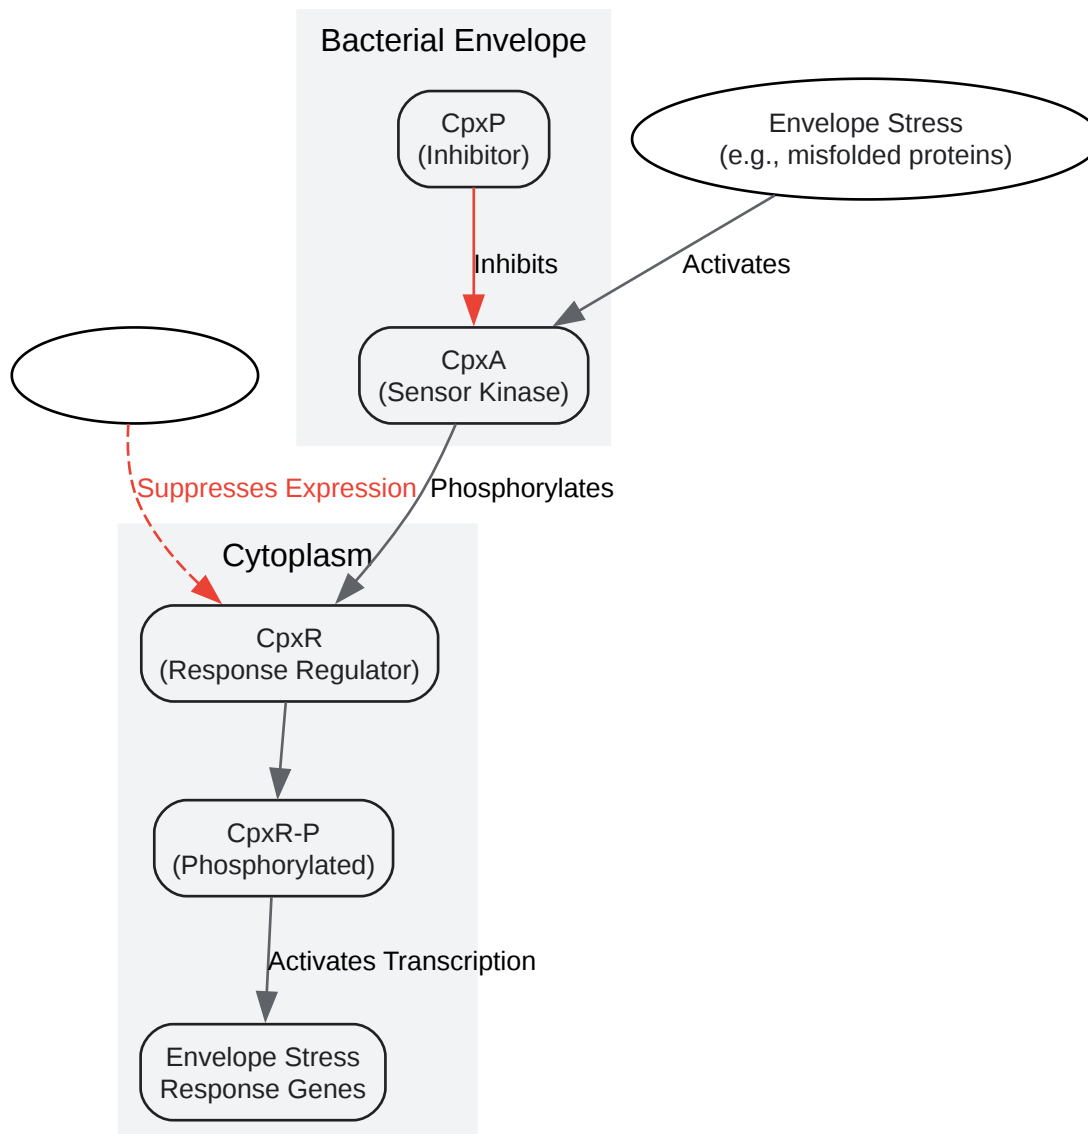 Bacterial Envelope
CpxP
(Inhibitor)
Envelope Stress
(e.g., misfolded proteins)
Inhibits
Activates
CpxA
(Sensor Kinase)
Suppresses Expression
Phosphorylates
Cytoplasm
CpxR
(Response Regulator)
CpxR-P
(Phosphorylated)
Activates Transcription
Envelope Stress
Response Genes